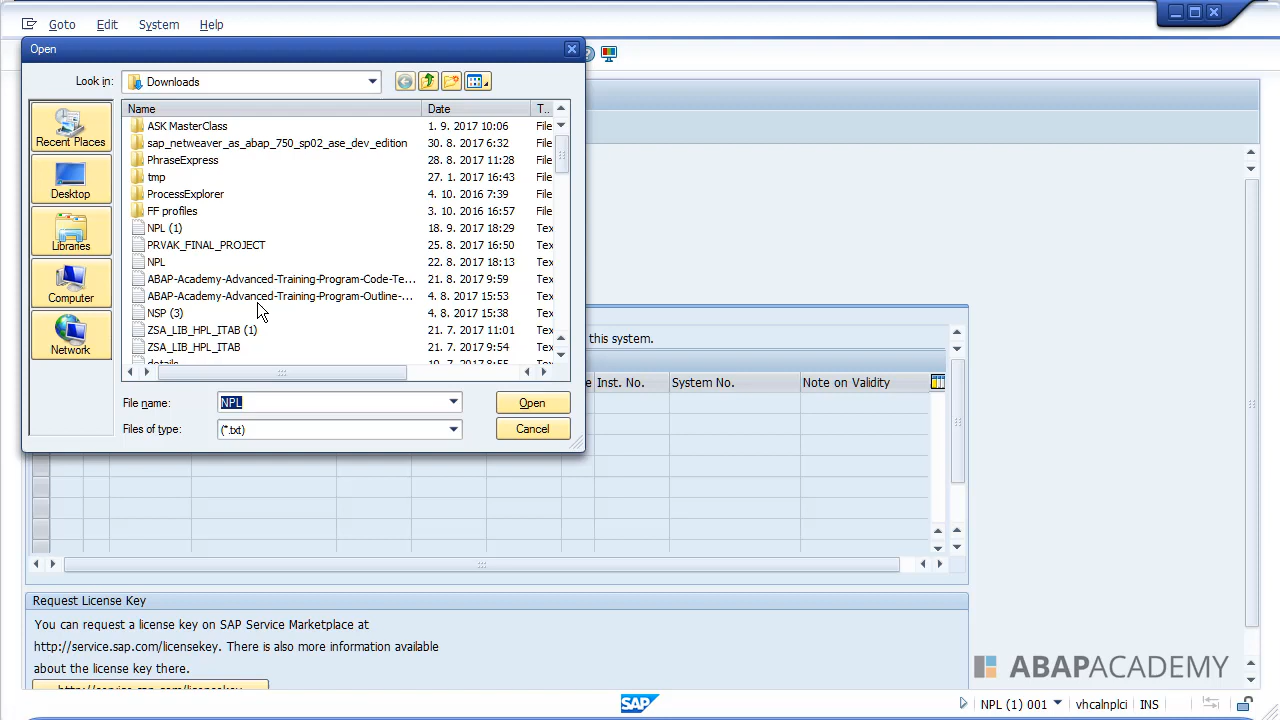 Goto Edit System Help
Open
Look in: Downloads
Name Date T..
ASK MasterClass 1. 9. 2017 10:06 File
sap_netweaver_as_abap_750_sp02_ase_dev_edition 30. 8. 2017 6:32 File
PhraseExpress 28. 8. 2017 11:28 File
tmp 27. 1. 2017 16:43 File
ProcessExplorer 4. 10. 2016 7:39 File
FF profiles 3. 10. 2016 16:57 File
NPL (1) 18. 9. 2017 18:29 Tex
PRVAK_FINAL_PROJECT 25. 8. 2017 16:50 Tex
NPL 22. 8. 2017 18:13 Tex
ABAP-Academy-Advanced-Training-Program-Code-Te... 21. 8. 2017 9:59 Tex
ABAP-Academy-Advanced-Training-Program-Outline-... 4. 8. 2017 15:53 Tex
NSP (3) 4. 8. 2017 15:38 Tex
ZSA_LIB_HPL_ITAB (1) 21. 7. 2017 11:01 Tex
ZSA_LIB_HPL_ITAB 21. 7. 2017 9:54 Tex
Recent Places
Desktop
Libraries
Computer
Network
File name: NPL Open
Files of type: (*.txt) Cancel
this system.
e Inst. No. System No. Note on Validity
Request License Key
You can request a license key on SAP Service Marketplace at
http://service.sap.com/licensekey. There is also more information available
about the license key there.
ABAPACADEMY
SAP NPL (1) 001 vhcalnplci INS